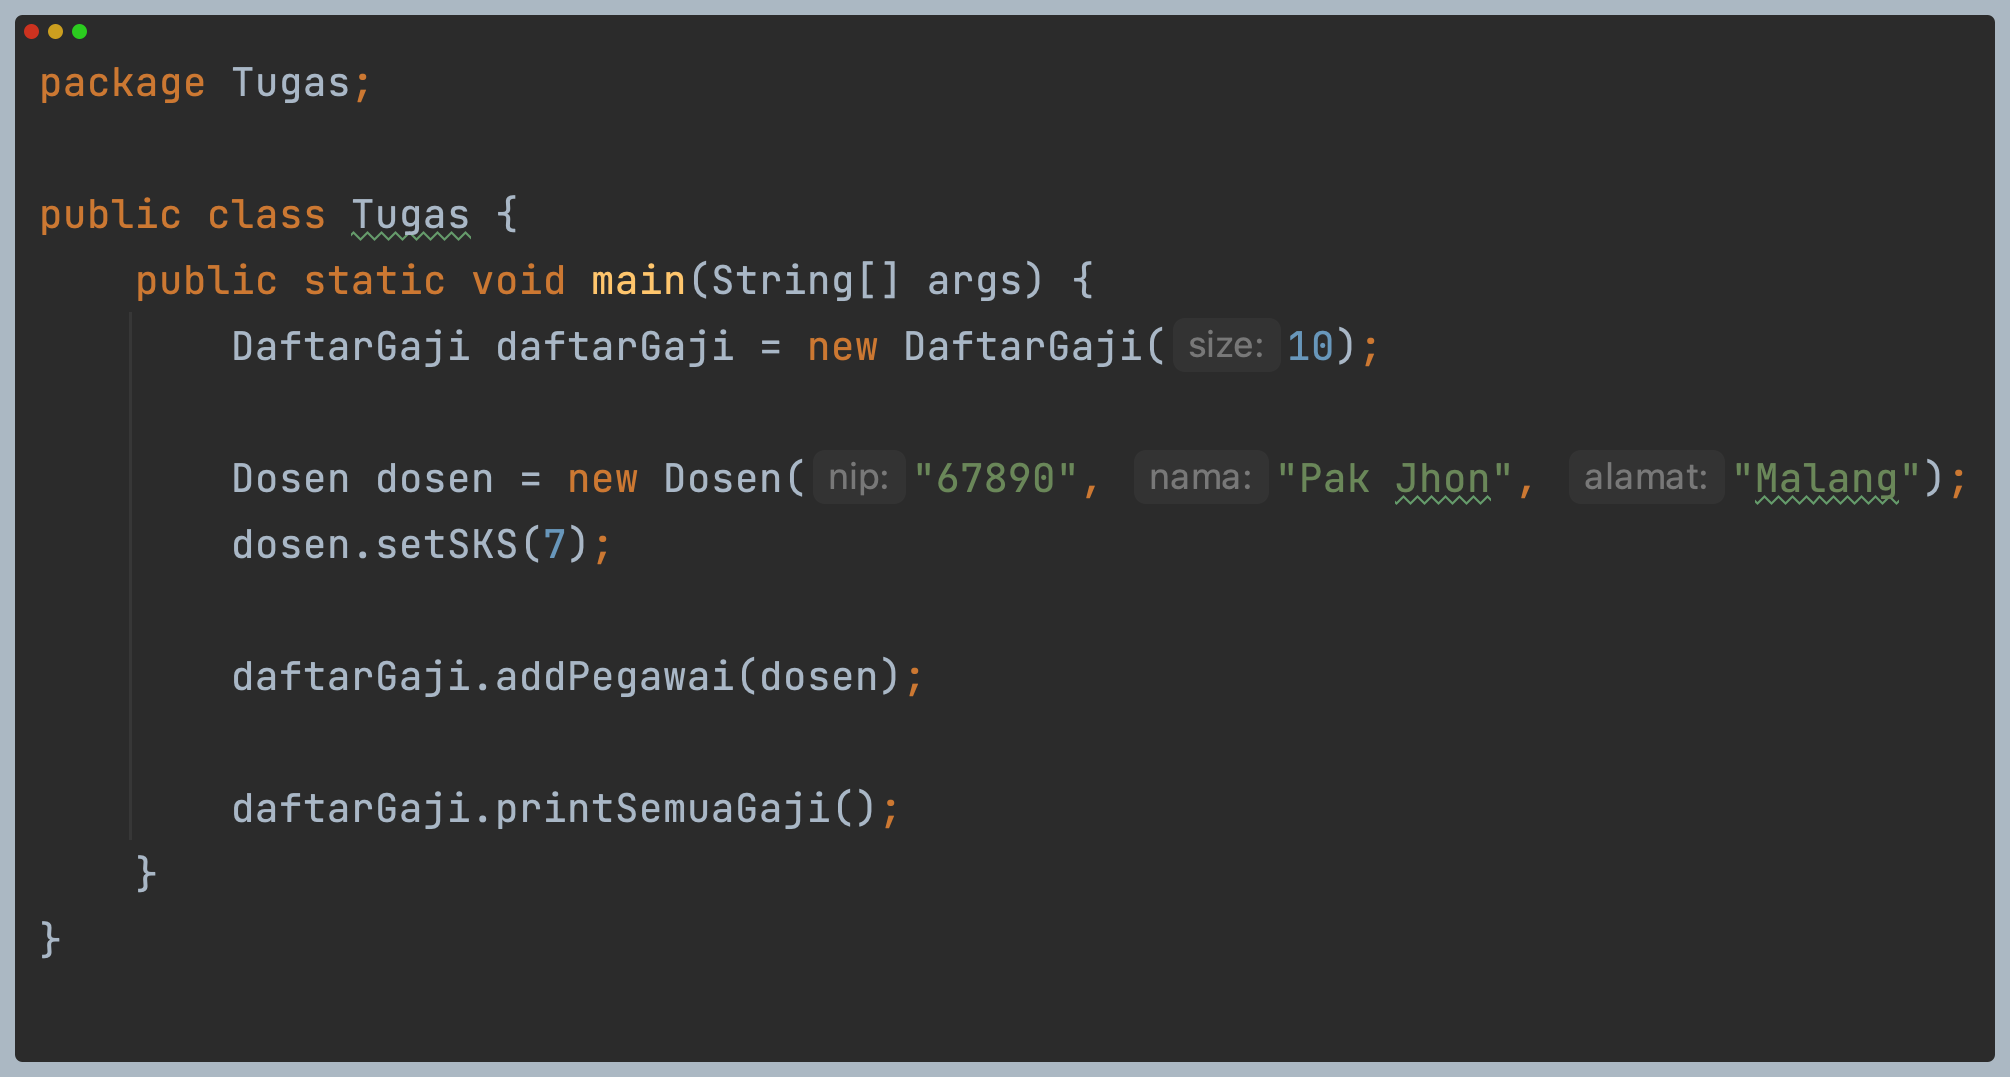 package Tugas;
public class Tugas {
public static void main(String[] args) {
DaftarGaji daftarGaji = new DaftarGaji( size: 10);
Dosen dosen = new Dosen( nip: "67890", nama: "Pak Jhon", alamat: "Malang");
dosen.setSKS(7);
daftarGaji.addPegawai(dosen);
daftarGaji.printSemuaGaji();
}
}